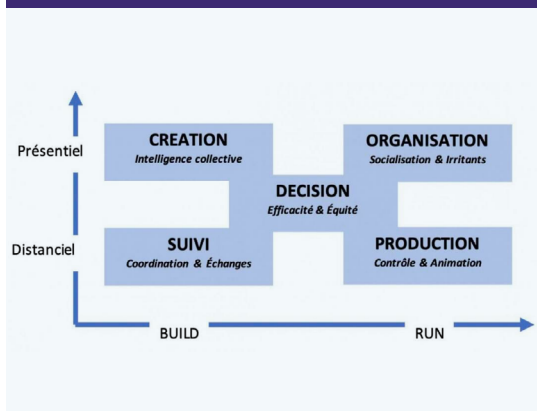 Présentiel
CREATION
Intelligence collective
ORGANISATION
Socialisation & Irritants
DECISION
Efficacité & Équité
Distanciel
SUIVI
Coordination & Échanges
PRODUCTION
Contrôle & Animation
BUILD
RUN